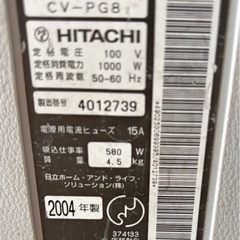 CV-PG8
HITACHI
定格電圧 100 V
定格消費電力 1000 W
定格周波数 50-60 Hz
製造番号 4012739
電源用電流ヒューズ 15A
吸込仕事率 580 W
4.5 kg
日立ホーム・アンド・ライフ・
ソリューション(株)
2004 年製
374133